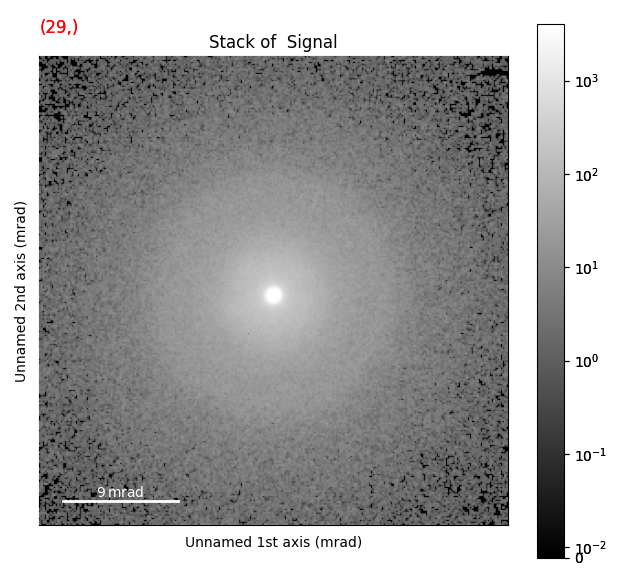 (29,)
Stack of  Signal
Unnamed 2nd axis (mrad)
9 mrad
Unnamed 1st axis (mrad)
10³
10²
10¹
10⁰
10⁻¹
10⁻²
0